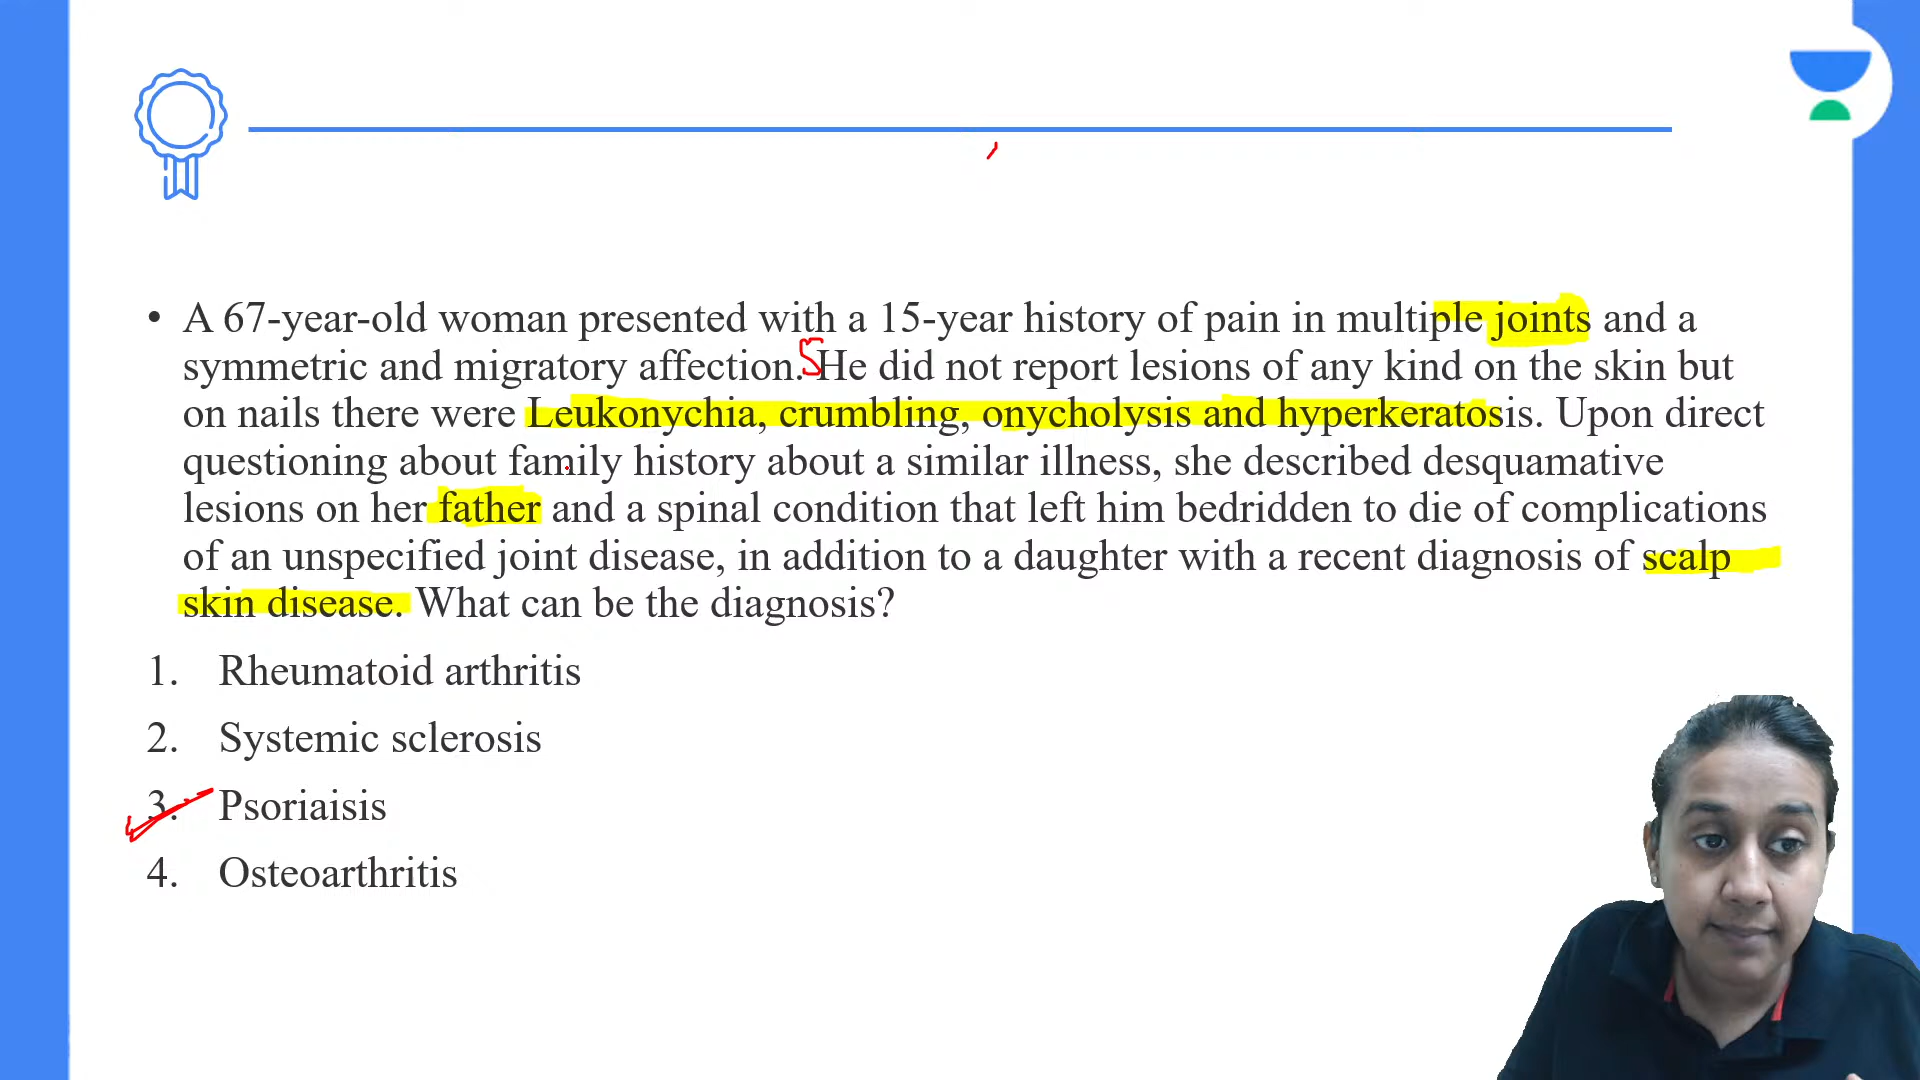 • A 67-year-old woman presented with a 15-year history of pain in multiple joints and a
symmetric and migratory affection. SHe did not report lesions of any kind on the skin but
on nails there were Leukonychia, crumbling, onycholysis and hyperkeratosis. Upon direct
questioning about family history about a similar illness, she described desquamative
lesions on her father and a spinal condition that left him bedridden to die of complications
of an unspecified joint disease, in addition to a daughter with a recent diagnosis of scalp
skin disease. What can be the diagnosis?
1. Rheumatoid arthritis
2. Systemic sclerosis
3. Psoriaisis
4. Osteoarthritis